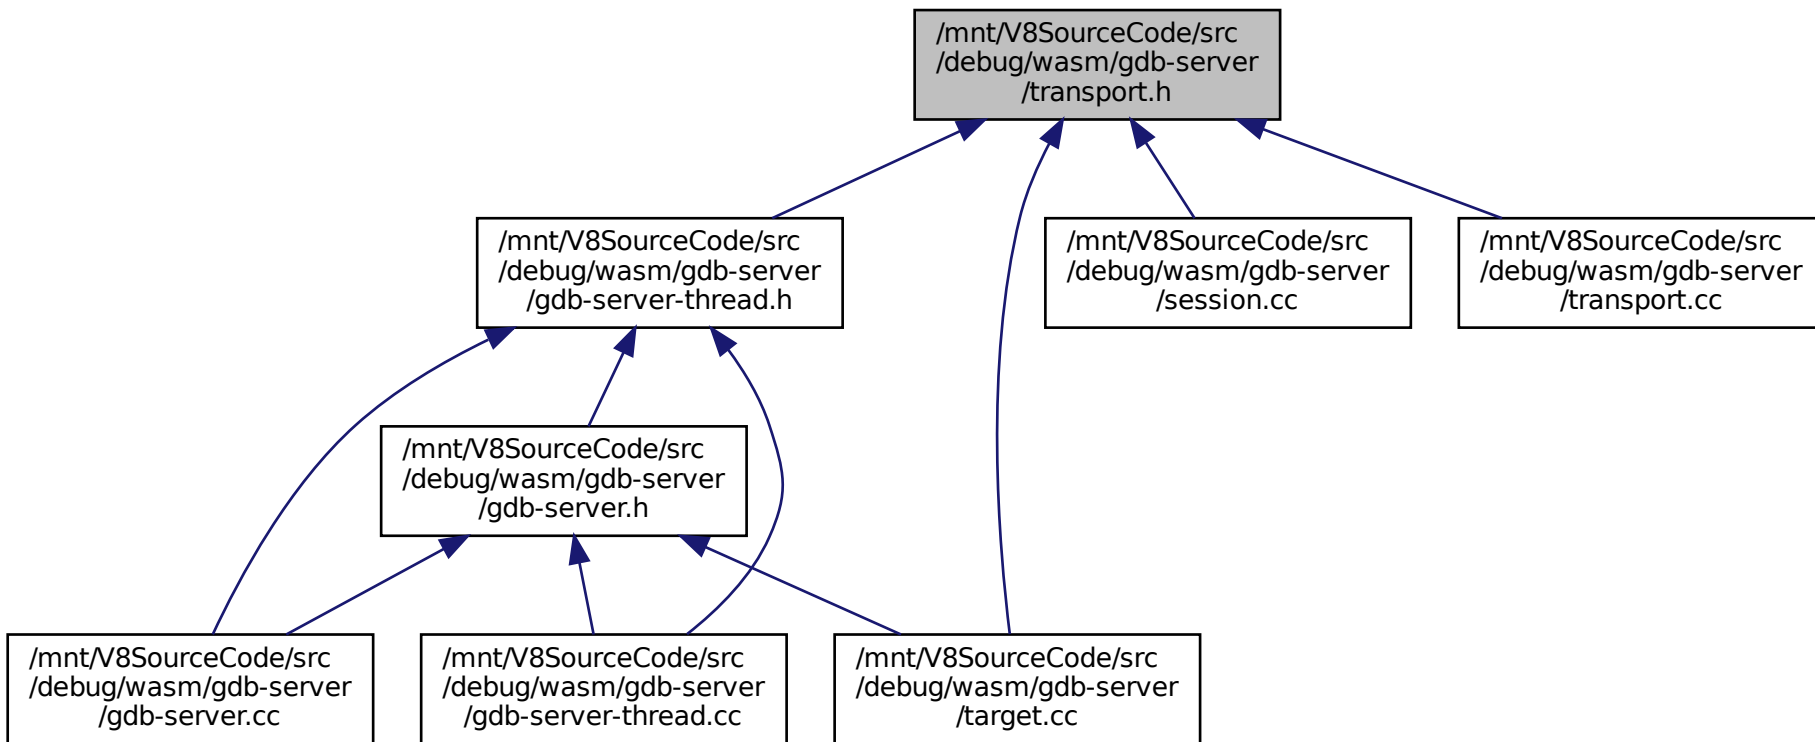 /mnt/V8SourceCode/src
/debug/wasm/gdb-server
/transport.h
/mnt/V8SourceCode/src
/debug/wasm/gdb-server
/gdb-server-thread.h
/mnt/V8SourceCode/src
/debug/wasm/gdb-server
/session.cc
/mnt/V8SourceCode/src
/debug/wasm/gdb-server
/transport.cc
/mnt/V8SourceCode/src
/debug/wasm/gdb-server
/gdb-server.h
/mnt/V8SourceCode/src
/debug/wasm/gdb-server
/gdb-server.cc
/mnt/V8SourceCode/src
/debug/wasm/gdb-server
/gdb-server-thread.cc
/mnt/V8SourceCode/src
/debug/wasm/gdb-server
/target.cc